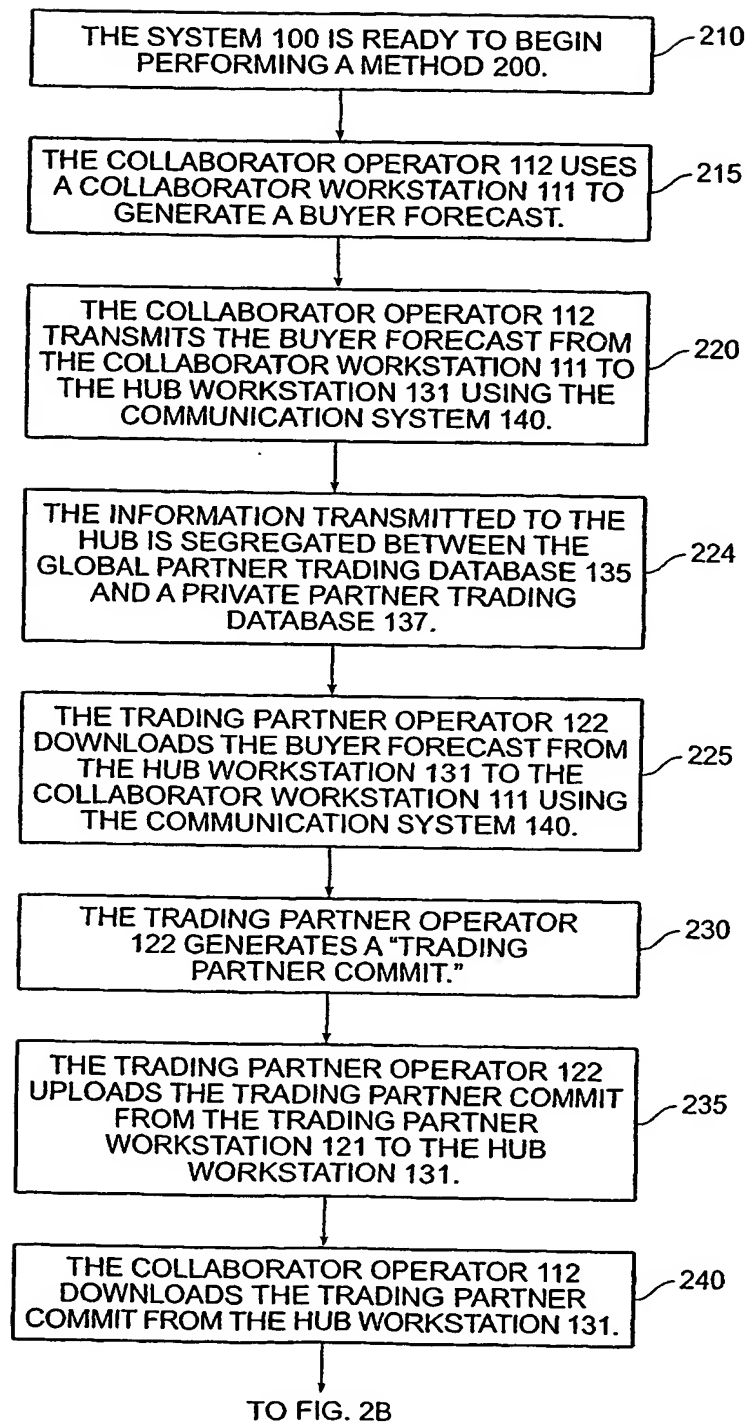 THE SYSTEM 100 IS READY TO BEGIN
PERFORMING A METHOD 200.
210
THE COLLABORATOR OPERATOR 112 USES
A COLLABORATOR WORKSTATION 111 TO
GENERATE A BUYER FORECAST.
215
THE COLLABORATOR OPERATOR 112
TRANSMITS THE BUYER FORECAST FROM
THE COLLABORATOR WORKSTATION 111 TO
THE HUB WORKSTATION 131 USING THE
COMMUNICATION SYSTEM 140.
220
THE INFORMATION TRANSMITTED TO THE
HUB IS SEGREGATED BETWEEN THE
GLOBAL PARTNER TRADING DATABASE 135
AND A PRIVATE PARTNER TRADING
DATABASE 137.
224
THE TRADING PARTNER OPERATOR 122
DOWNLOADS THE BUYER FORECAST FROM
THE HUB WORKSTATION 131 TO THE
COLLABORATOR WORKSTATION 111 USING
THE COMMUNICATION SYSTEM 140.
225
THE TRADING PARTNER OPERATOR
122 GENERATES A "TRADING
PARTNER COMMIT."
230
THE TRADING PARTNER OPERATOR 122
UPLOADS THE TRADING PARTNER COMMIT
FROM THE TRADING PARTNER
WORKSTATION 121 TO THE HUB
WORKSTATION 131.
235
THE COLLABORATOR OPERATOR 112
DOWNLOADS THE TRADING PARTNER
COMMIT FROM THE HUB WORKSTATION 131.
240
TO FIG. 2B